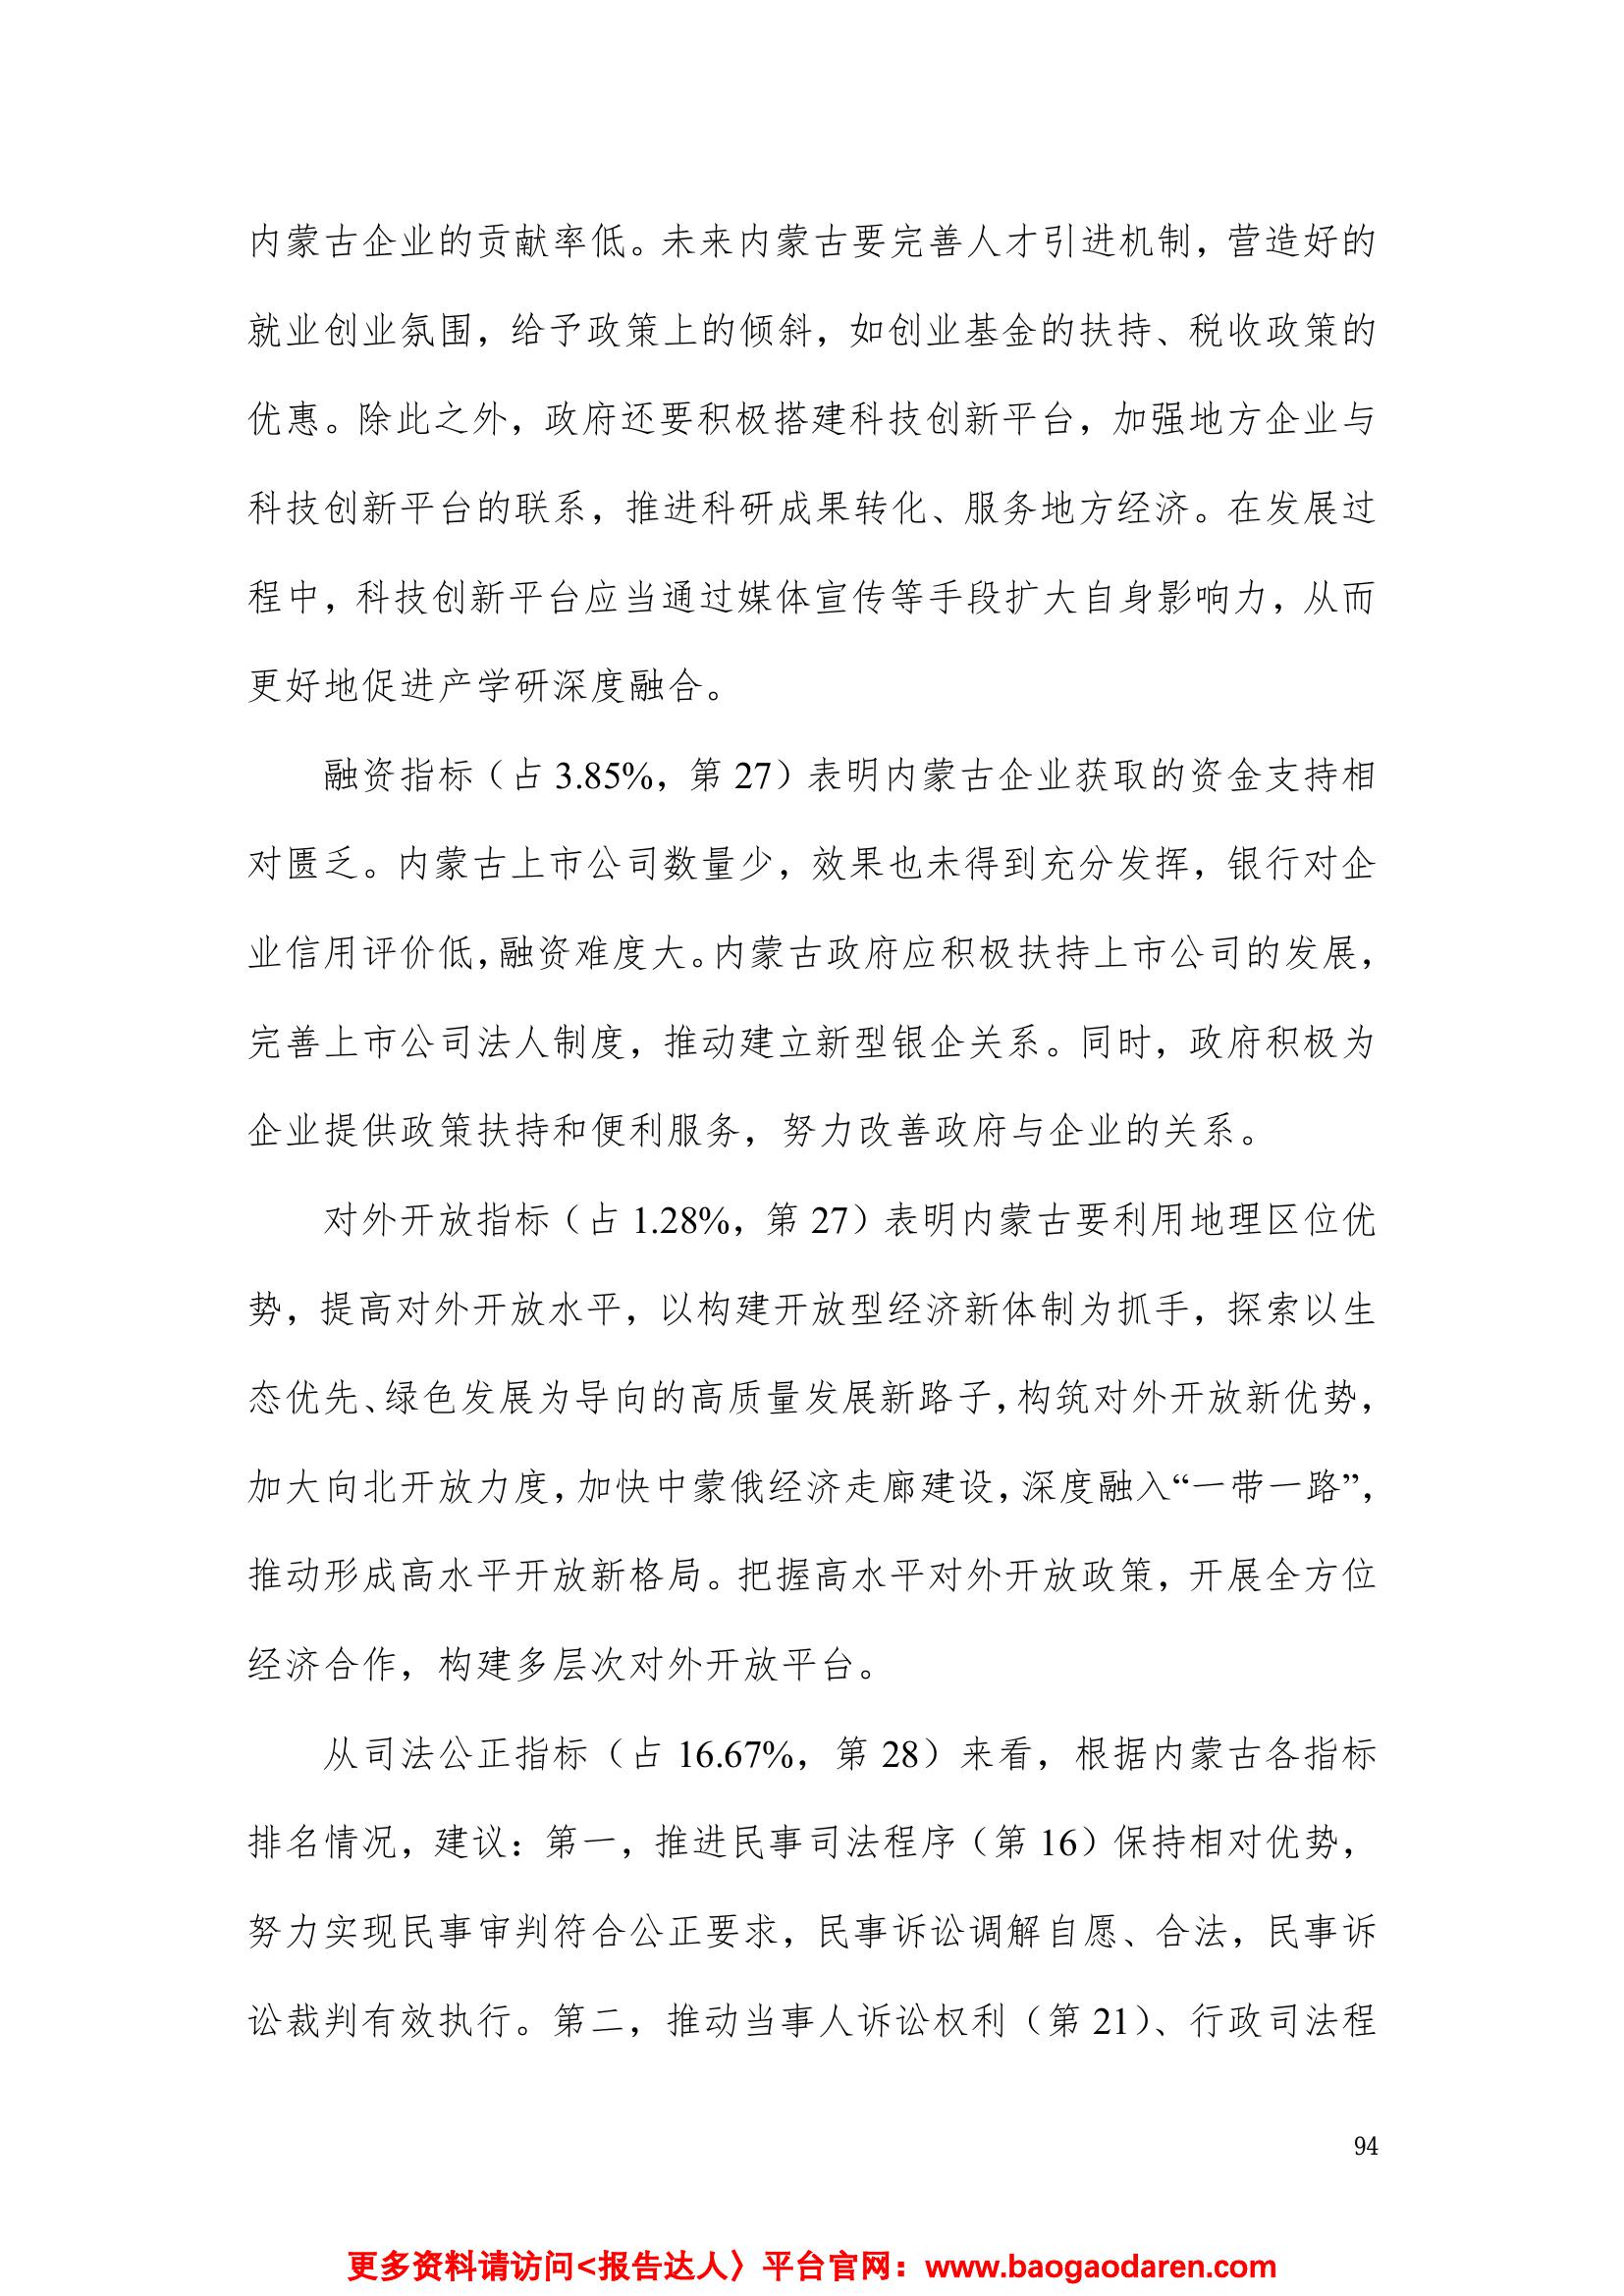 内蒙古企业的贡献率低。未来内蒙古要完善人才引进机制，营造好的
就业创业氛围，给予政策上的倾斜，如创业基金的扶持、税收政策的
优惠。除此之外，政府还要积极搭建科技创新平台，加强地方企业与
科技创新平台的联系，推进科研成果转化、服务地方经济。在发展过
程中，科技创新平台应当通过媒体宣传等手段扩大自身影响力，从而
更好地促进产学研深度融合。
融资指标（占 3.85%，第 27）表明内蒙古企业获取的资金支持相
对匮乏。内蒙古上市公司数量少，效果也未得到充分发挥，银行对企
业信用评价低，融资难度大。内蒙古政府应积极扶持上市公司的发展，
完善上市公司法人制度，推动建立新型银企关系。同时，政府积极为
企业提供政策扶持和便利服务，努力改善政府与企业的关系。
对外开放指标（占 1.28%，第 27）表明内蒙古要利用地理区位优
势，提高对外开放水平，以构建开放型经济新体制为抓手，探索以生
态优先、绿色发展为导向的高质量发展新路子，构筑对外开放新优势，
加大向北开放力度，加快中蒙俄经济走廊建设，深度融入“一带一路”，
推动形成高水平开放新格局。把握高水平对外开放政策，开展全方位
经济合作，构建多层次对外开放平台。
从司法公正指标（占 16.67%，第 28）来看，根据内蒙古各指标
排名情况，建议：第一，推进民事司法程序（第 16）保持相对优势，
努力实现民事审判符合公正要求，民事诉讼调解自愿、合法，民事诉
讼裁判有效执行。第二，推动当事人诉讼权利（第 21）、行政司法程
94
更多资料请访问<报告达人〉平台官网：www.baogaodaren.com